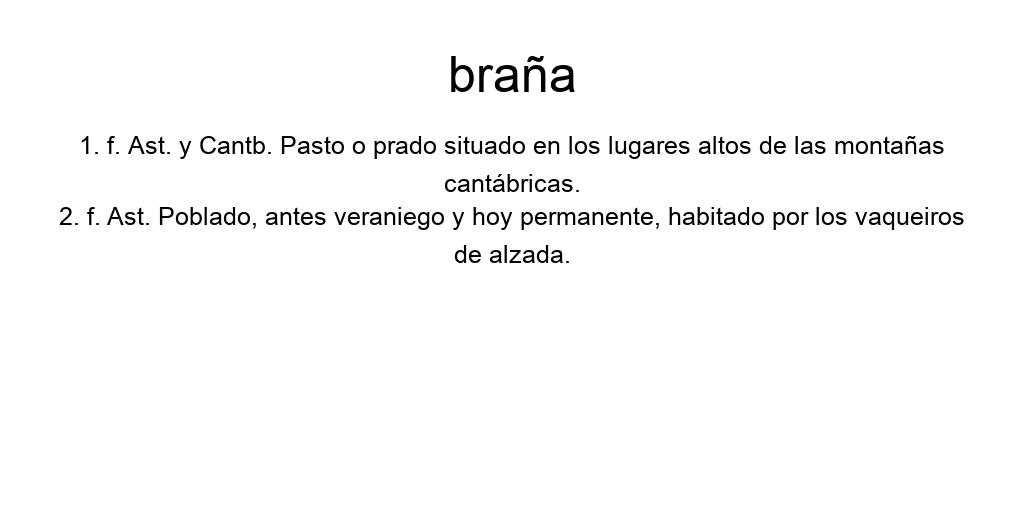 braña
1. f. Ast. y Cantb. Pasto o prado situado en los lugares altos de las montañas
cantábricas.
2. f. Ast. Poblado, antes veraniego y hoy permanente, habitado por los vaqueiros
de alzada.